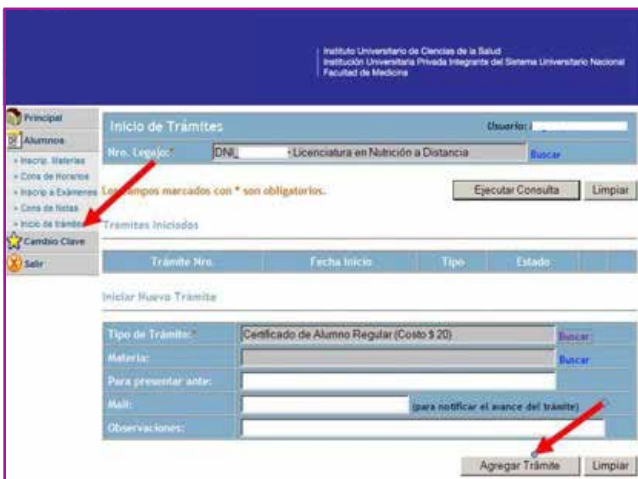 Instituto Universitario de Ciencias de la Salud
Institución Universitaria Privada Integrante del Sistema Universitario Nacional
Facultad de Medicina
Principal
Alumnos
» Inscrip. Materias
» Cons de Horarios
» Inscrip a Exámenes
» Cons de Notas
» Inicio de trámites
Cambio Clave
Salir
Inicio de Trámites
Usuario:
Nro. Legajo:*
DNI_ - Licenciatura en Nutrición a Distancia
Buscar
Los campos marcados con * son obligatorios.
Ejecutar Consulta
Limpiar
Tramites Iniciados
Trámite Nro. Fecha Inicio Tipo Estado
Iniciar Nuevo Trámite
Tipo de Trámite:* Certificado de Alumno Regular (Costo $ 20) Buscar
Materia: Buscar
Para presentar ante:
Mail: (para notificar el avance del trámite)
Observaciones:
Agregar Trámite
Limpiar